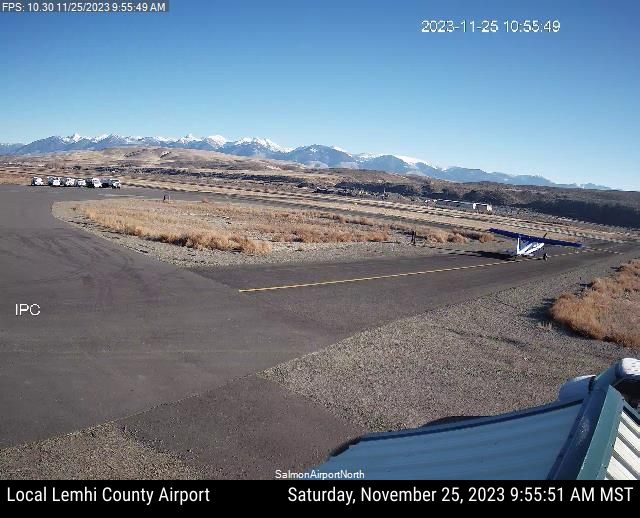 FPS: 10.30 11/25/2023 9:55:49 AM
2023-11-25 10:55:49
IPC
SalmonAirportNorth
Local Lemhi County Airport Saturday, November 25, 2023 9:55:51 AM MST